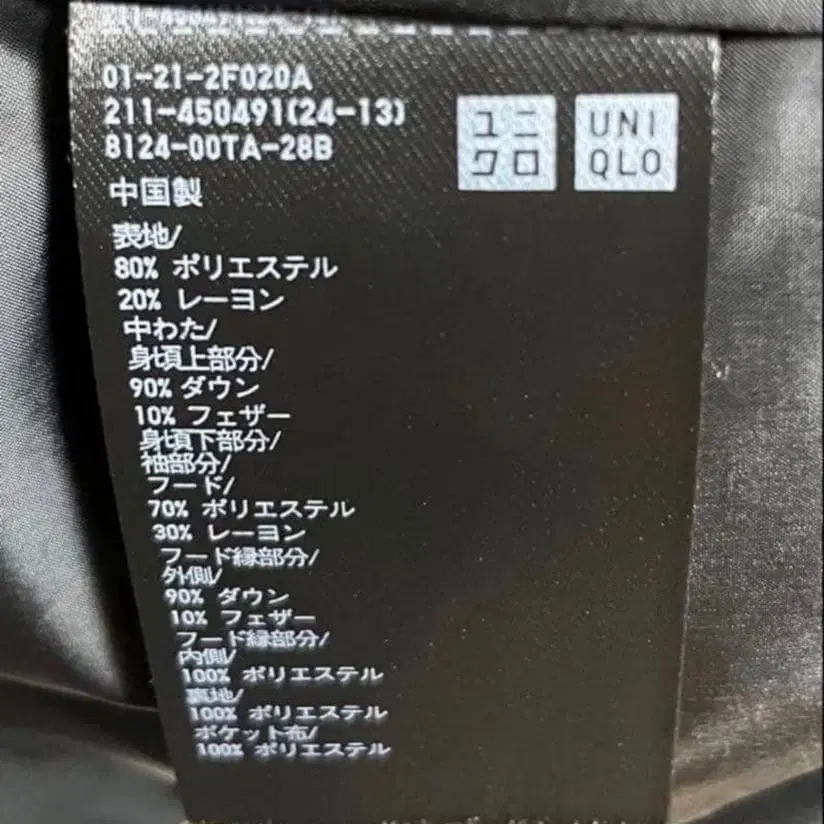 01-21-2F020A
211-450491(24-13)
8124-00TA-28B
ユニ
クロ
UNI
QLO
中国製
表地/
80% ポリエステル
20% レーヨン
中わた/
身頃上部分/
90% ダウン
10% フェザー
身頃下部分/
袖部分/
フード/
70% ポリエステル
30% レーヨン
フード縁部分/
外側/
90% ダウン
10% フェザー
フード縁部分/
内側/
100% ポリエステル
裏地/
100% ポリエステル
ポケット布/
100% ポリエステル